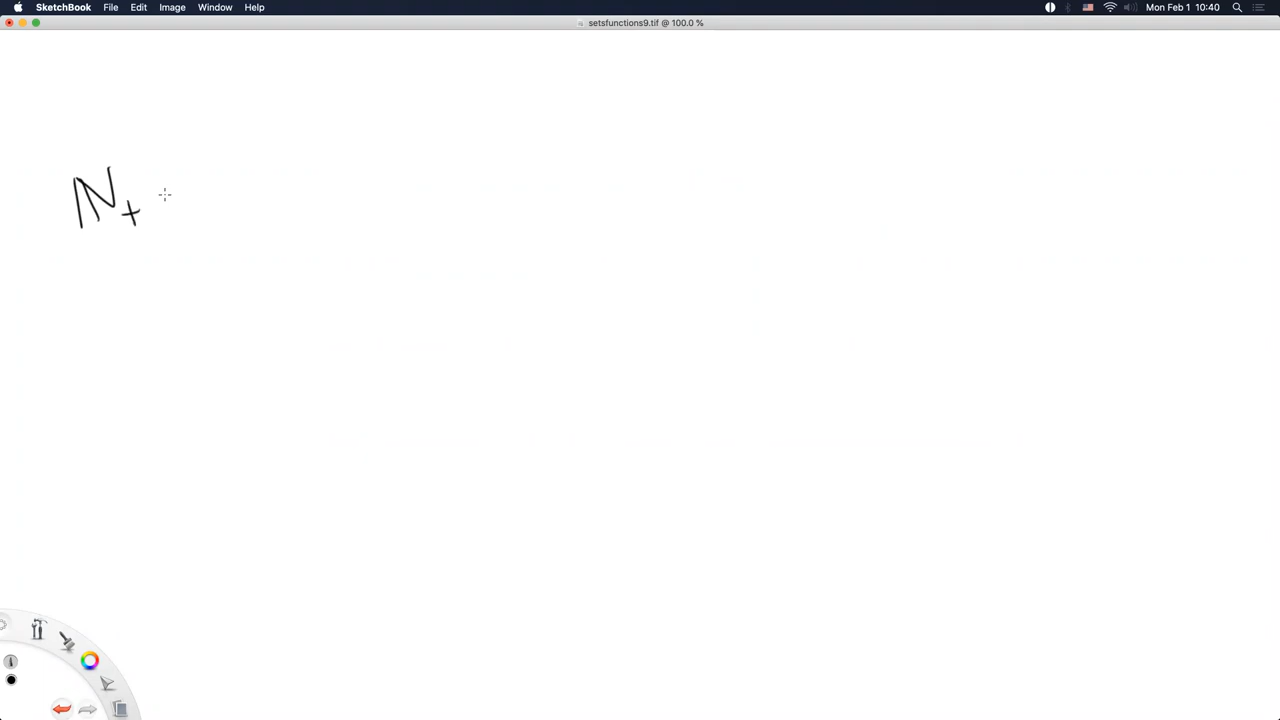 SketchBook File Edit Image Window Help Mon Feb 1 10:40
setsfunctions9.tif @ 100.0 %
ℕ₊